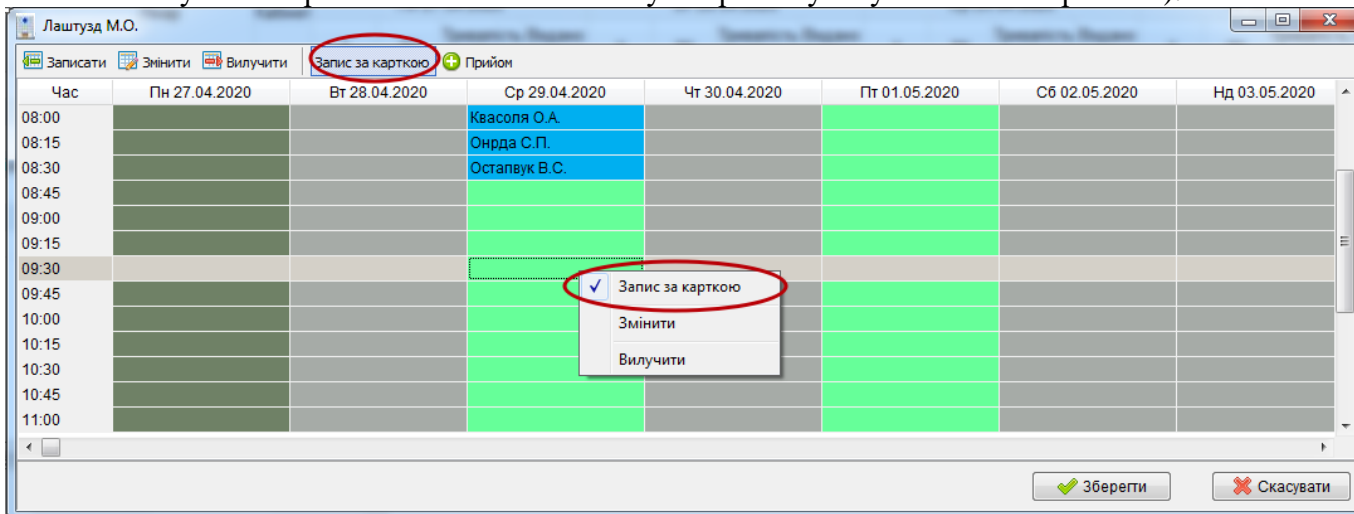 Лаштузд М.О.
Записати Змінити Вилучити Запис за карткою Прийом
Час Пн 27.04.2020 Вт 28.04.2020 Ср 29.04.2020 Чт 30.04.2020 Пт 01.05.2020 Сб 02.05.2020 Нд 03.05.2020
08:00 Квасоля О.А.
08:15 Онрда С.П.
08:30 Остапвук В.С.
08:45
09:00
09:15
09:30
Запис за карткою
09:45
10:00
Змінити
10:15
Вилучити
10:30
10:45
11:00
Зберегти Скасувати